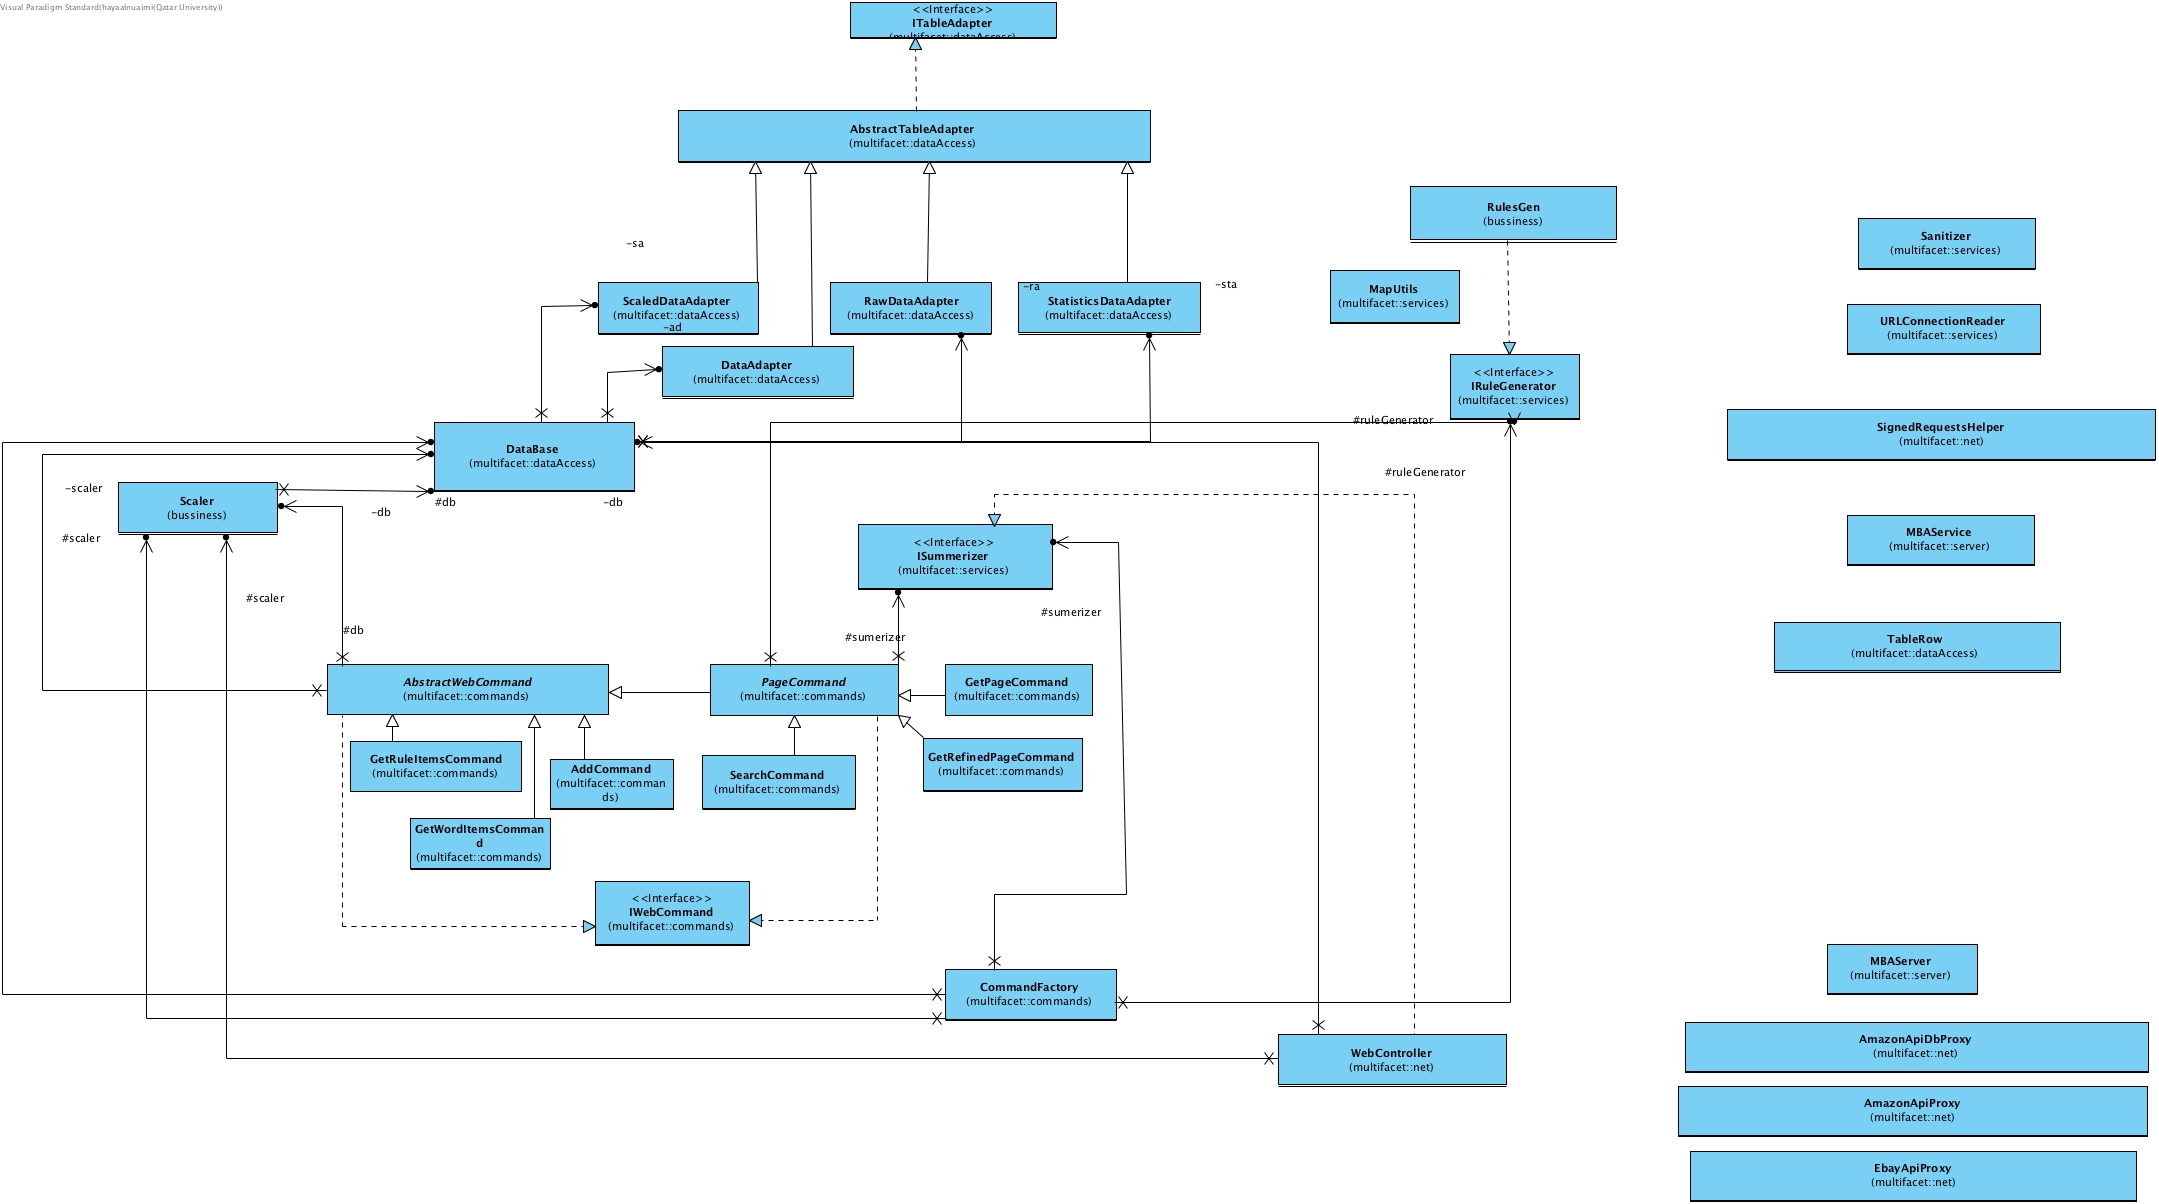 Visual Paradigm Standard(hayaalnuaimi(Qatar University))
<<Interface>>
ITableAdapter
(multifacet::dataAccess)
AbstractTableAdapter
(multifacet::dataAccess)
RulesGen
(bussiness)
Sanitizer
(multifacet::services)
-sa
ScaledDataAdapter
(multifacet::dataAccess)
-ad
RawDataAdapter
(multifacet::dataAccess)
-ra
StatisticsDataAdapter
(multifacet::dataAccess)
-sta
MapUtils
(multifacet::services)
URLConnectionReader
(multifacet::services)
DataAdapter
(multifacet::dataAccess)
<<Interface>>
IRuleGenerator
(multifacet::services)
#ruleGenerator
SignedRequestsHelper
(multifacet::net)
DataBase
(multifacet::dataAccess)
#ruleGenerator
-scaler
Scaler
(bussiness)
-db
#db
-db
#scaler
<<Interface>>
ISummerizer
(multifacet::services)
MBAService
(multifacet::server)
#scaler
#sumerizer
#db
#sumerizer
TableRow
(multifacet::dataAccess)
AbstractWebCommand
(multifacet::commands)
PageCommand
(multifacet::commands)
GetPageCommand
(multifacet::commands)
GetRuleItemsCommand
(multifacet::commands)
AddCommand
(multifacet::comman
ds)
SearchCommand
(multifacet::commands)
GetRefinedPageCommand
(multifacet::commands)
GetWordItemsComman
d
(multifacet::commands)
<<Interface>>
IWebCommand
(multifacet::commands)
MBAServer
(multifacet::server)
CommandFactory
(multifacet::commands)
WebController
(multifacet::net)
AmazonApiDbProxy
(multifacet::net)
AmazonApiProxy
(multifacet::net)
EbayApiProxy
(multifacet::net)